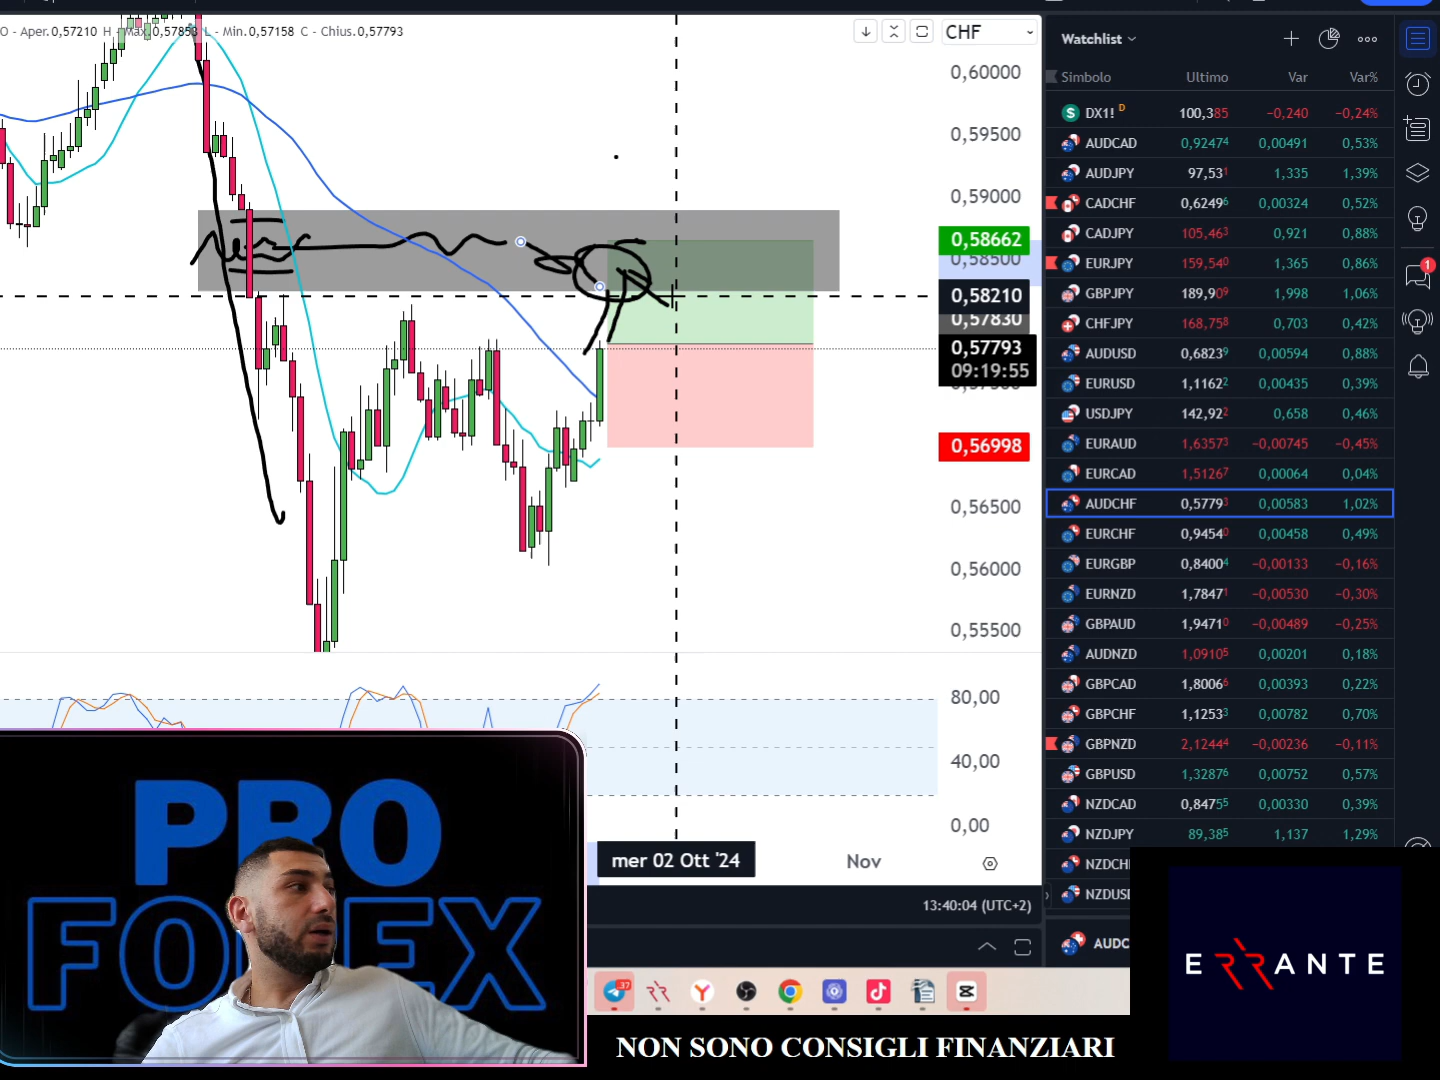 O - Aper.0,57210 H - Max.0,57853 L - Min.0,57158 C - Chius.0,57793
CHF
0,60000
0,59500
0,59000
0,58662
0,58500
0,58210
0,57830
0,57793
09:19:55
0,56998
0,56500
0,56000
0,55500
80,00
40,00
0,00
mer 02 Ott '24
Nov
13:40:04 (UTC+2)
Watchlist
Simbolo Ultimo Var Var%
DX1! D 100,385 −0,240 −0,24%
AUDCAD 0,92474 0,00491 0,53%
AUDJPY 97,531 1,335 1,39%
CADCHF 0,62496 0,00324 0,52%
CADJPY 105,463 0,921 0,88%
EURJPY 159,540 1,365 0,86%
GBPJPY 189,909 1,998 1,06%
CHFJPY 168,758 0,703 0,42%
AUDUSD 0,68239 0,00594 0,88%
EURUSD 1,11622 0,00435 0,39%
USDJPY 142,922 0,658 0,46%
EURAUD 1,63573 −0,00745 −0,45%
EURCAD 1,51267 0,00064 0,04%
AUDCHF 0,57793 0,00583 1,02%
EURCHF 0,94540 0,00458 0,49%
EURGBP 0,84004 −0,00133 −0,16%
EURNZD 1,78471 −0,00530 −0,30%
GBPAUD 1,94710 −0,00489 −0,25%
AUDNZD 1,09105 0,00201 0,18%
GBPCAD 1,80066 0,00393 0,22%
GBPCHF 1,12533 0,00782 0,70%
GBPNZD 2,12444 −0,00236 −0,11%
GBPUSD 1,32876 0,00752 0,57%
NZDCAD 0,84755 0,00330 0,39%
NZDJPY 89,385 1,137 1,29%
NZDCH
NZDUS
AUDC
1
37
PRO
FOREX
ERRANTE
NON SONO CONSIGLI FINANZIARI